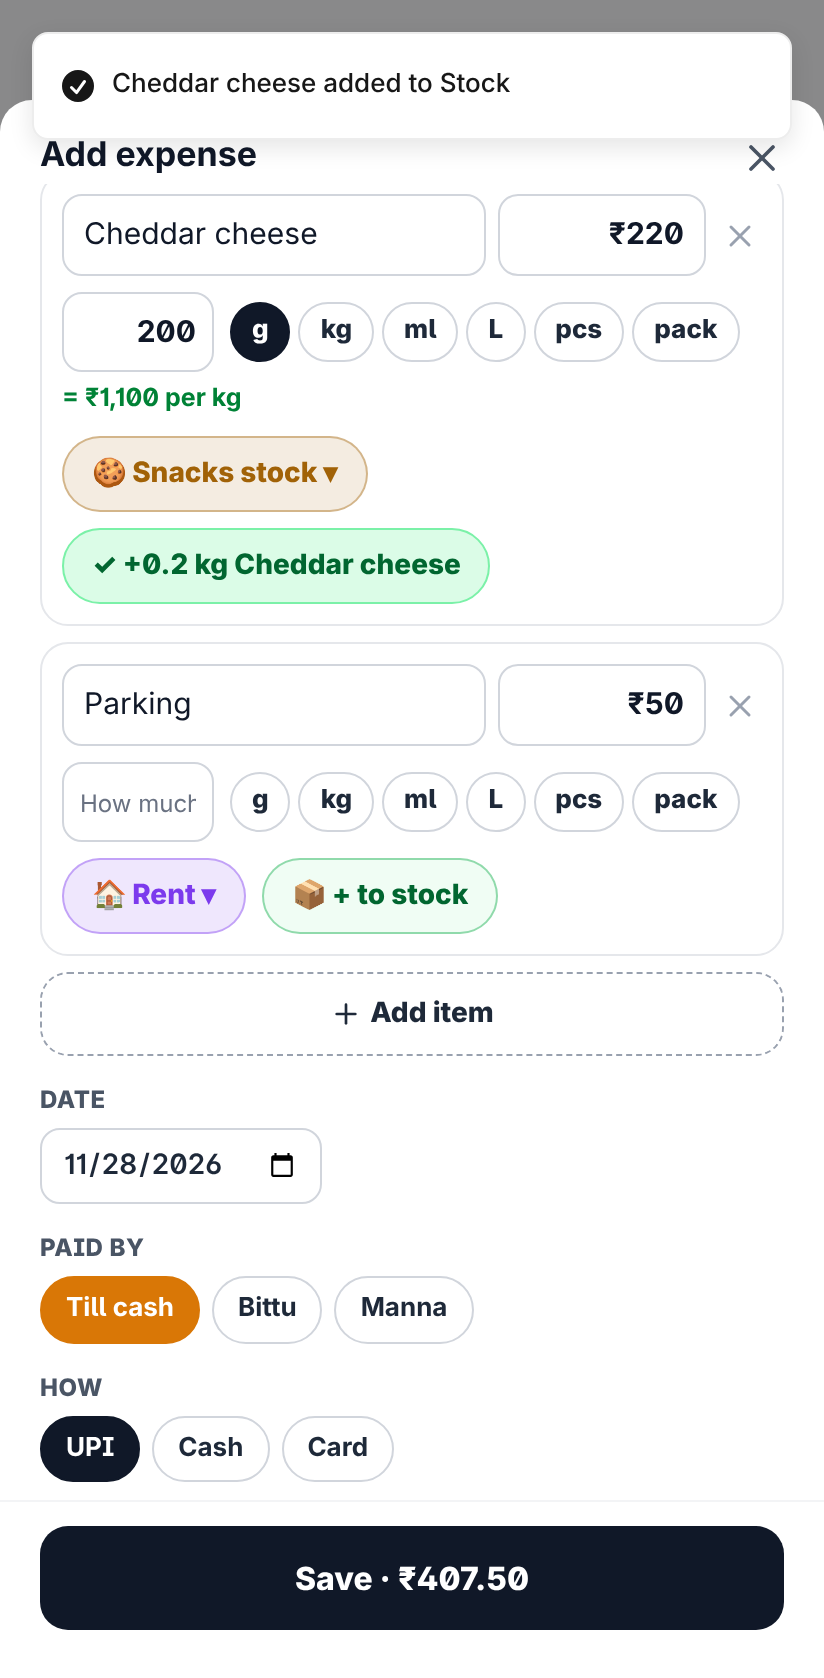 Cheddar cheese added to Stock
Add expense
Cheddar cheese ₹220
200 g kg ml L pcs pack
= ₹1,100 per kg
🍪 Snacks stock ▾
✓ +0.2 kg Cheddar cheese
Parking ₹50
How much g kg ml L pcs pack
🏠 Rent ▾ 📦 + to stock
+ Add item
DATE
11/28/2026
PAID BY
Till cash Bittu Manna
HOW
UPI Cash Card
Save · ₹407.50